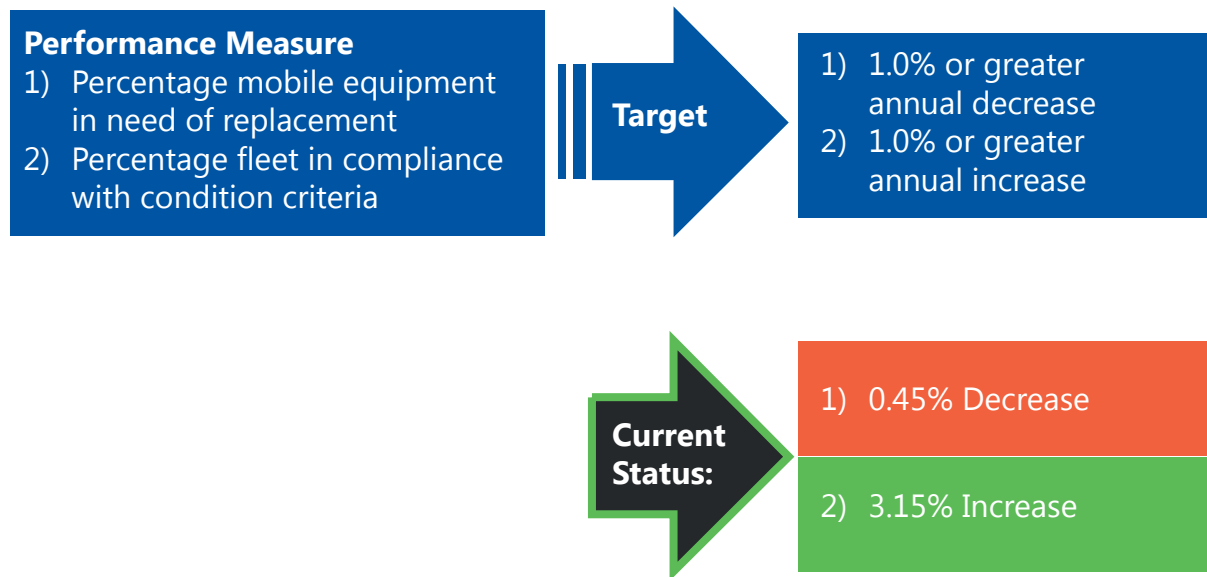 Performance Measure
1) Percentage mobile equipment
in need of replacement
2) Percentage fleet in compliance
with condition criteria
Target
1) 1.0% or greater
annual decrease
2) 1.0% or greater
annual increase
Current
Status:
1) 0.45% Decrease
2) 3.15% Increase